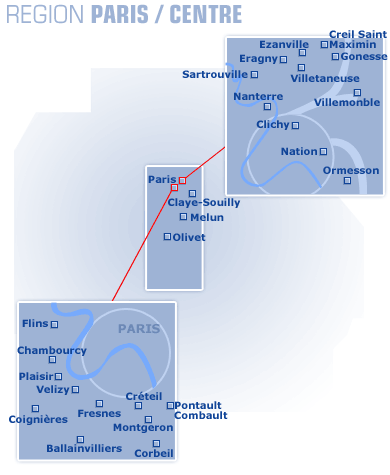 REGION PARIS / CENTRE
Creil Saint
Maximin
Ezanville
Eragny
Gonesse
Sartrouville
Villetaneuse
Nanterre
Villemonble
Clichy
Nation
Ormesson
Paris
Claye-Souilly
Melun
Olivet
Flins
PARIS
Chambourcy
Plaisir
Velizy
Créteil
Coignières
Fresnes
Pontault
Combault
Montgeron
Ballainvilliers
Corbeil